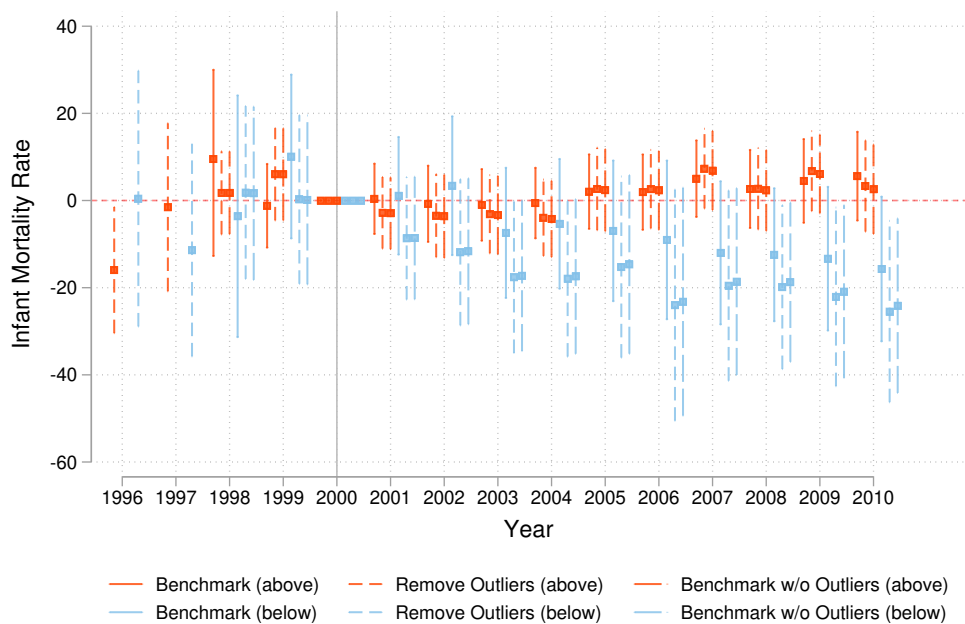 40
20
0
-20
-40
-60
Infant Mortality Rate
1996 1997 1998 1999 2000 2001 2002 2003 2004 2005 2006 2007 2008 2009 2010
Year
Benchmark (above) Remove Outliers (above) Benchmark w/o Outliers (above)
Benchmark (below) Remove Outliers (below) Benchmark w/o Outliers (below)